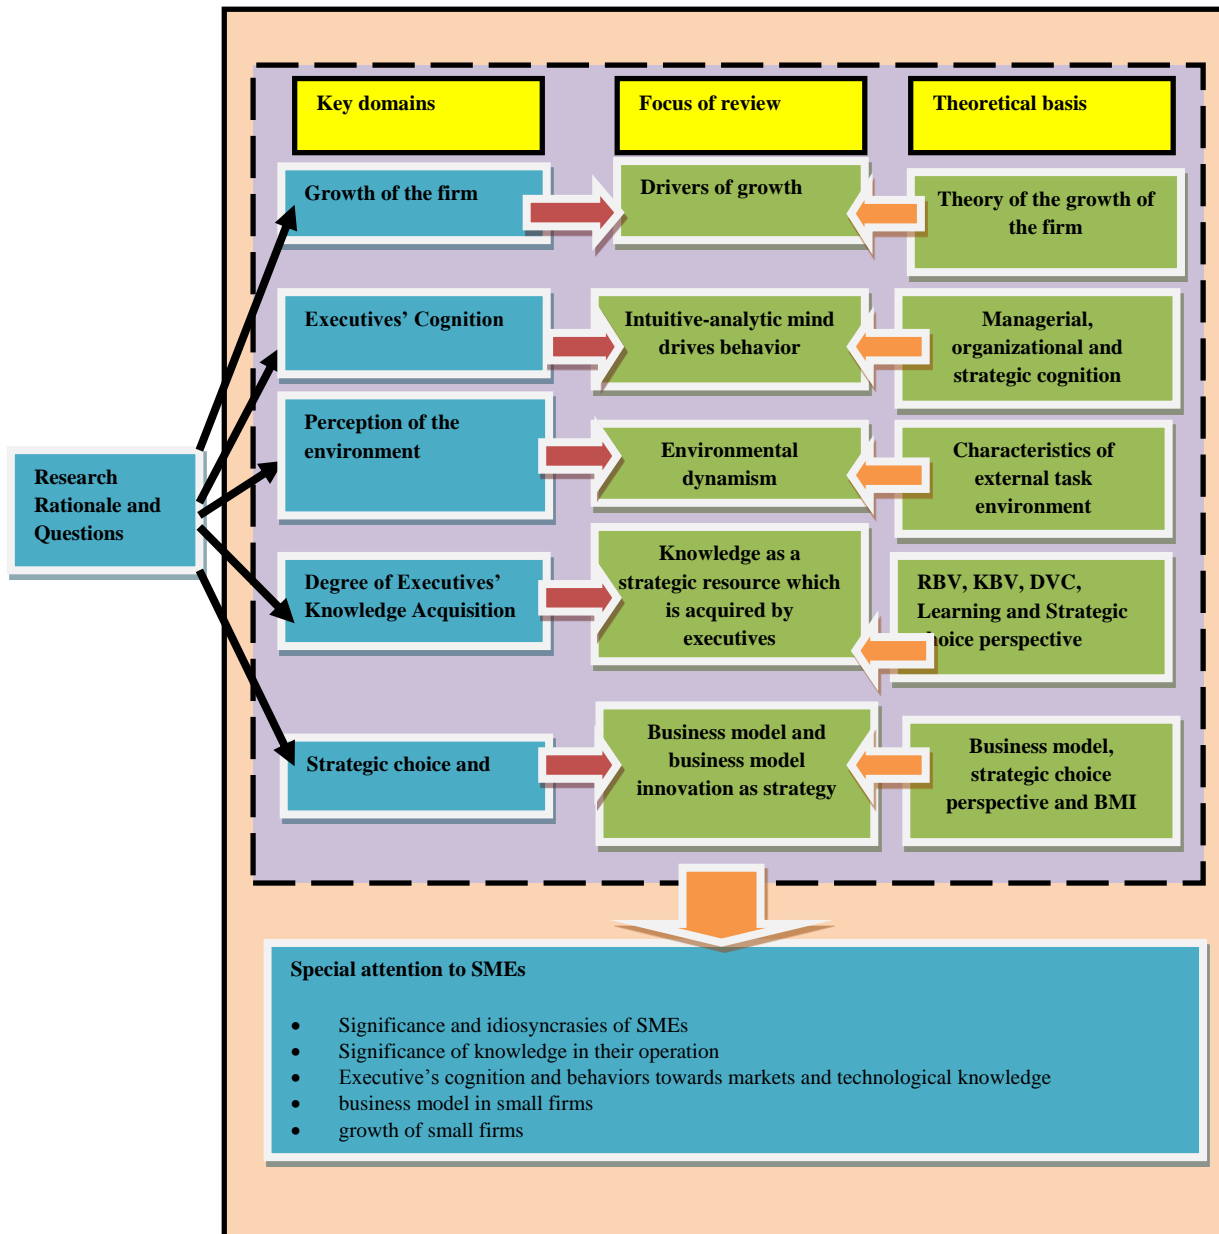 Key domains
Focus of review
Theoretical basis
Growth of the firm
Drivers of growth
Theory of the growth of
the firm
Executives’ Cognition
Intuitive-analytic mind
drives behavior
Managerial,
organizational and
strategic cognition
Perception of the
environment
Environmental
dynamism
Characteristics of
external task
environment
Research
Rationale and
Questions
Degree of Executives’
Knowledge Acquisition
Knowledge as a
strategic resource which
is acquired by
executives
RBV, KBV, DVC,
Learning and Strategic
hoice perspective
Strategic choice and
Business model and
business model
innovation as strategy
Business model,
strategic choice
perspective and BMI
Special attention to SMEs
• Significance and idiosyncrasies of SMEs
• Significance of knowledge in their operation
• Executive’s cognition and behaviors towards markets and technological knowledge
• business model in small firms
• growth of small firms